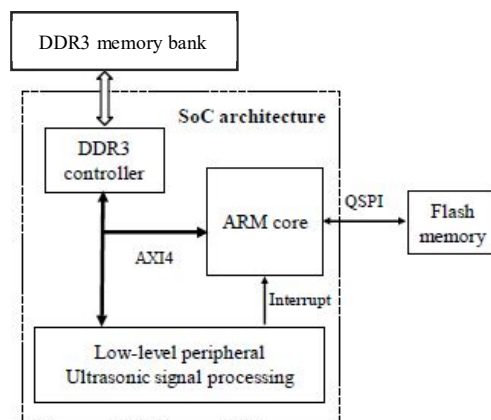 DDR3 memory bank
SoC architecture
DDR3
controller
ARM core
QSPI
Flash
memory
AXI4
Interrupt
Low-level peripheral
Ultrasonic signal processing